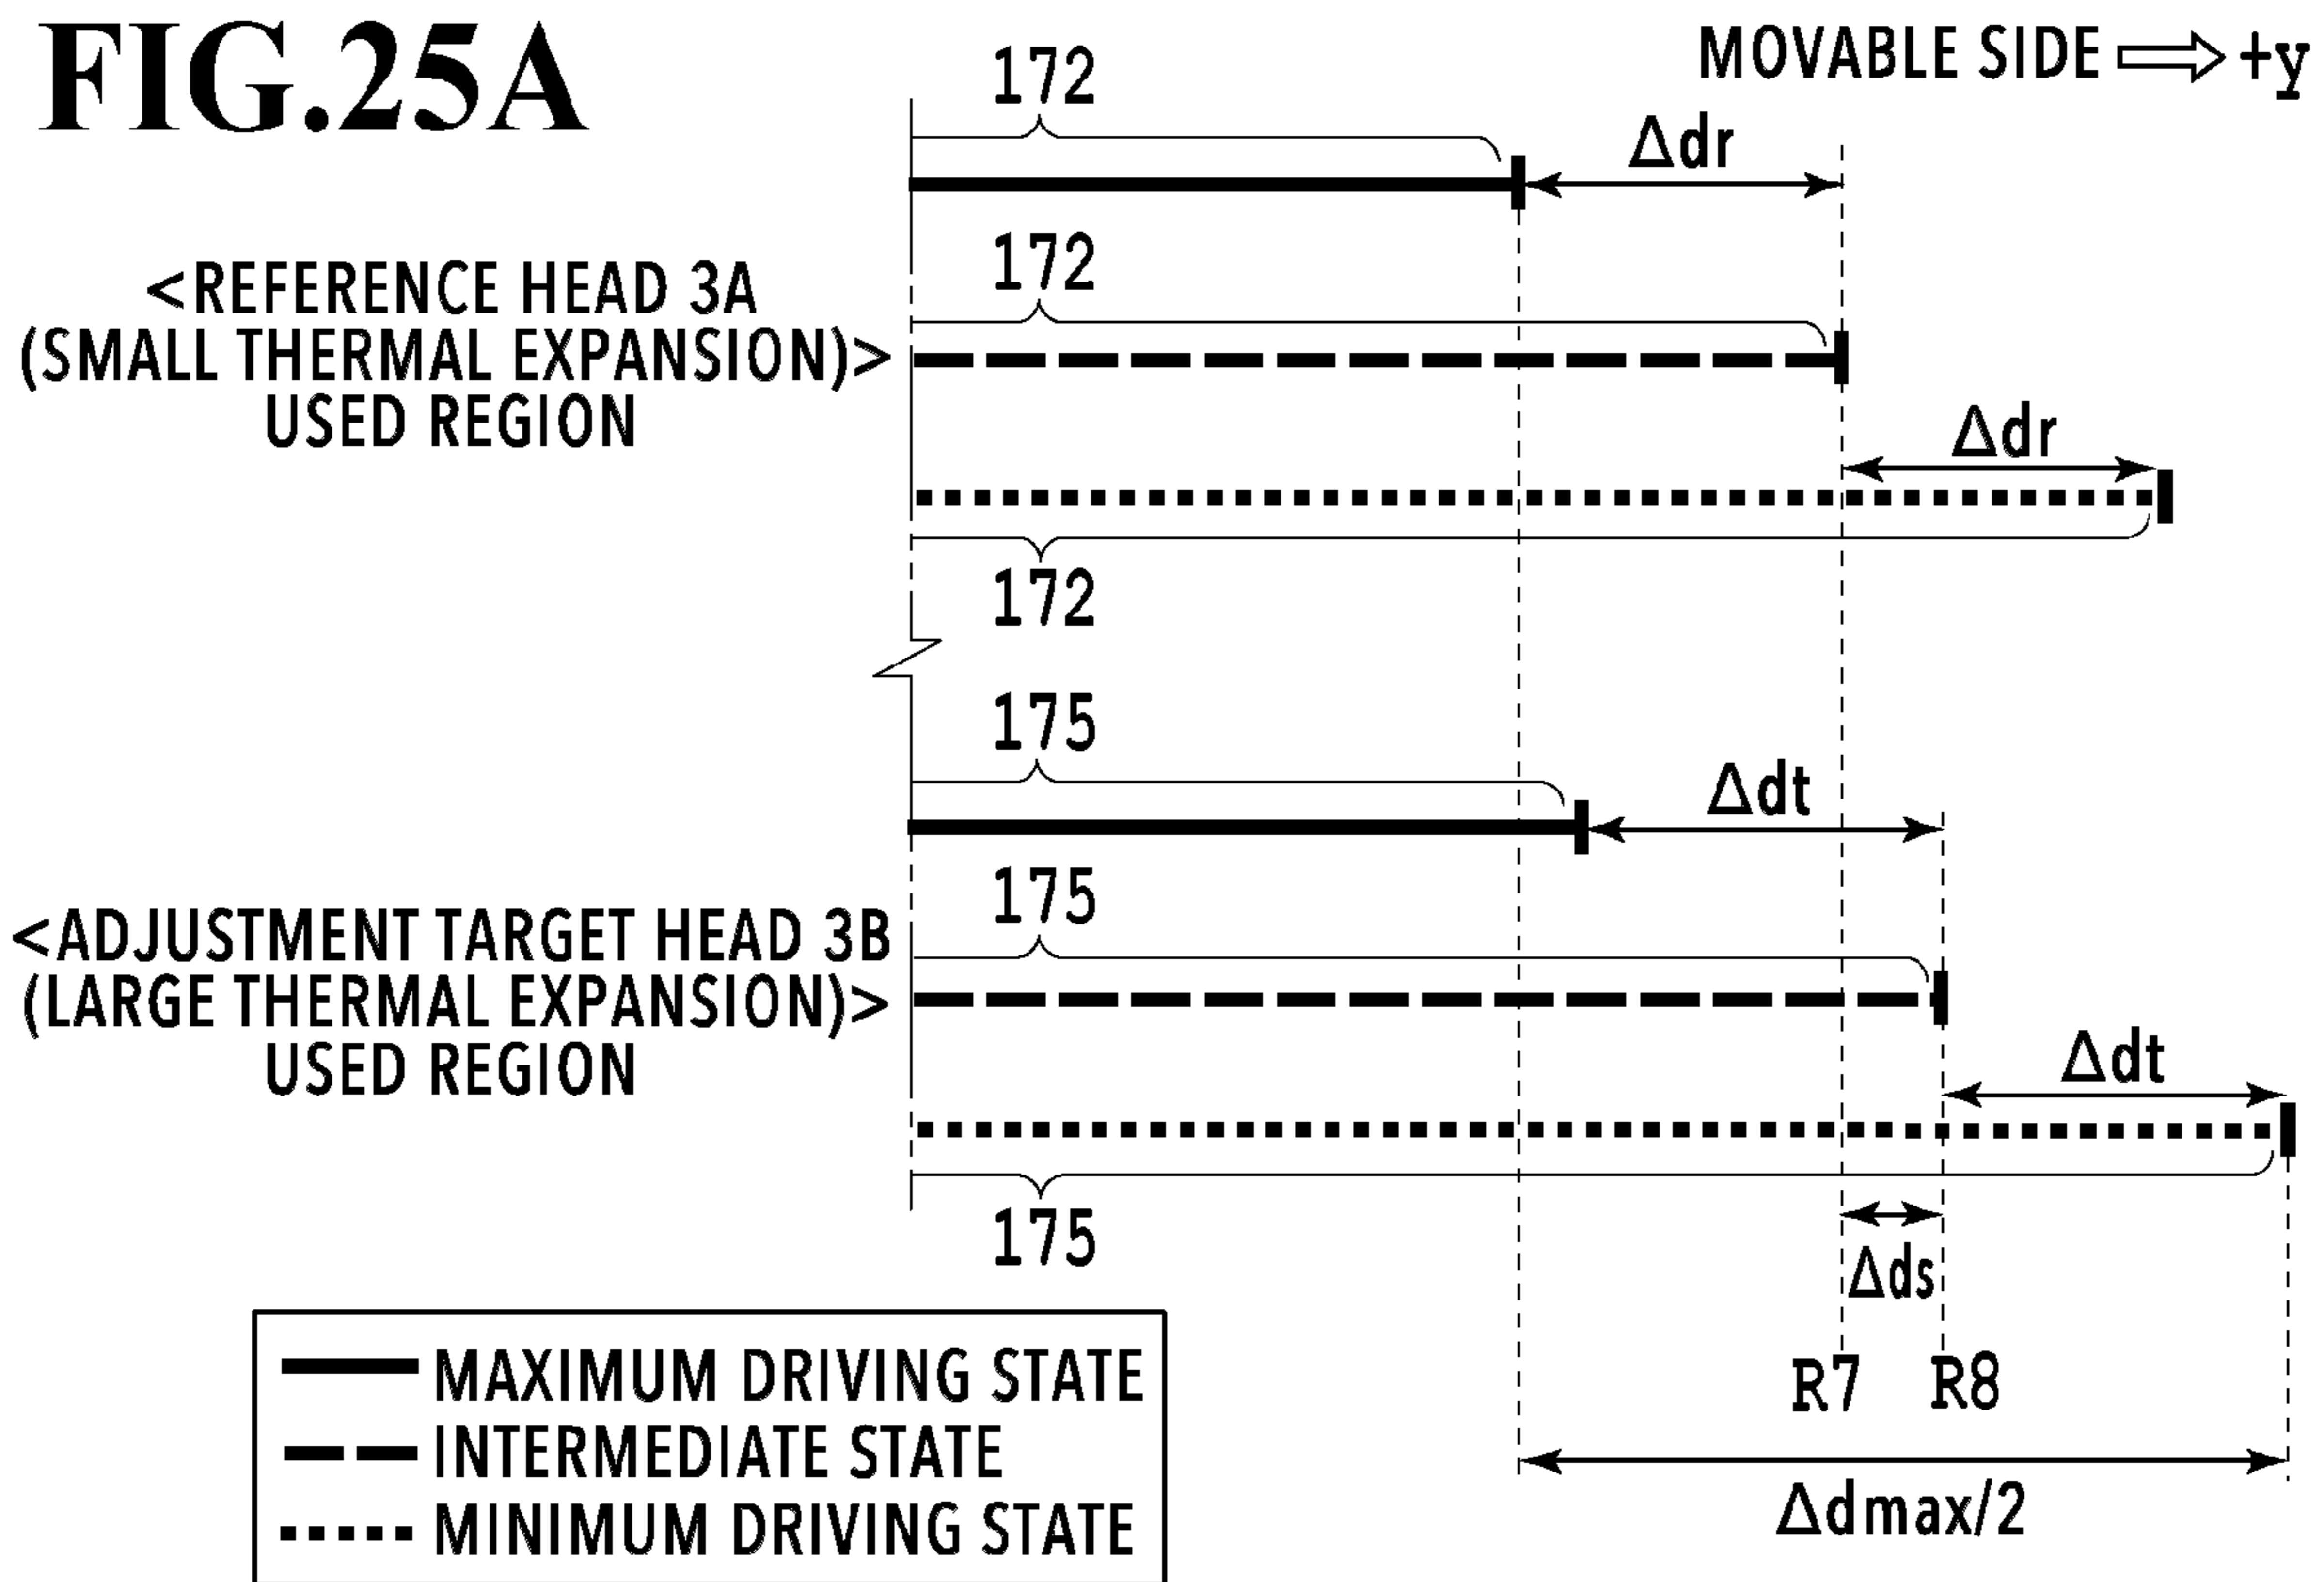 FIG.25A
MOVABLE SIDE ⇨ +y
172
Δdr
172
<REFERENCE HEAD 3A
(SMALL THERMAL EXPANSION)>
USED REGION
Δdr
172
175
Δdt
175
<ADJUSTMENT TARGET HEAD 3B
(LARGE THERMAL EXPANSION)>
USED REGION
Δdt
175
Δds
R7 R8
Δdmax/2
MAXIMUM DRIVING STATE
INTERMEDIATE STATE
MINIMUM DRIVING STATE